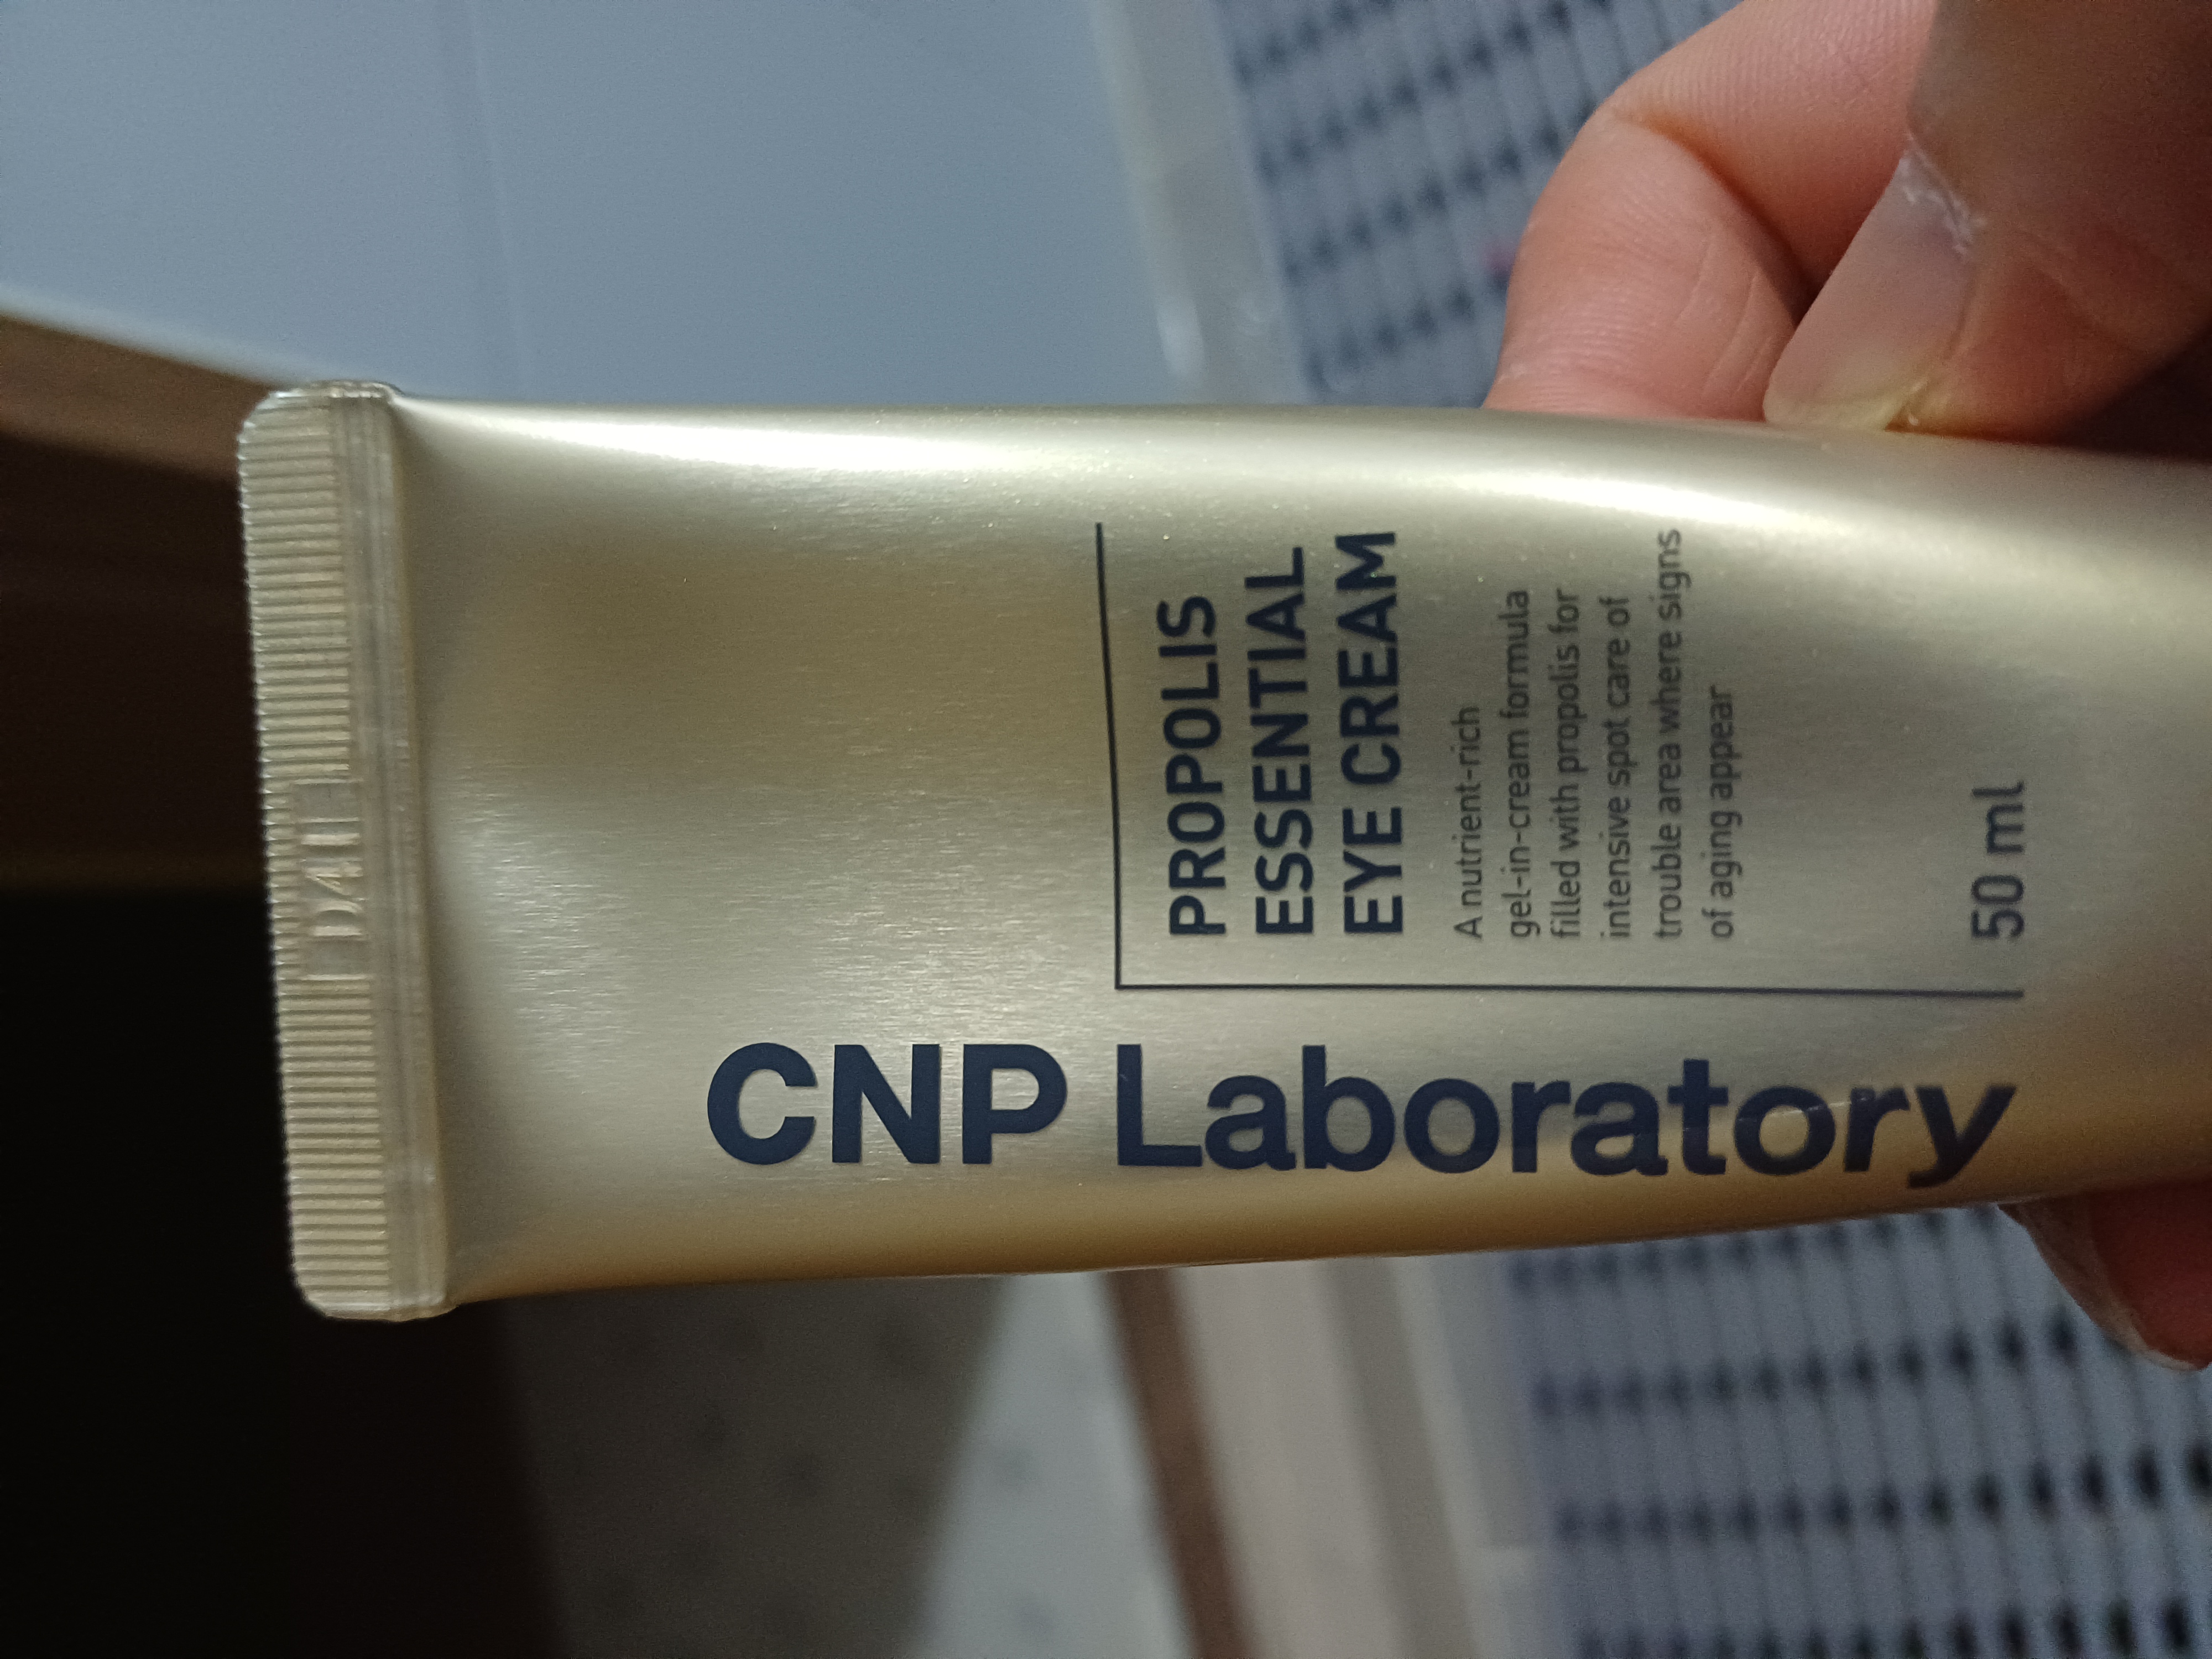 PROPOLIS
ESSENTIAL
EYE CREAM
A nutrient-rich
gel-in-cream formula
filled with propolis for
intensive spot care of
trouble area where signs
of aging appear
50 ml
CNP Laboratory